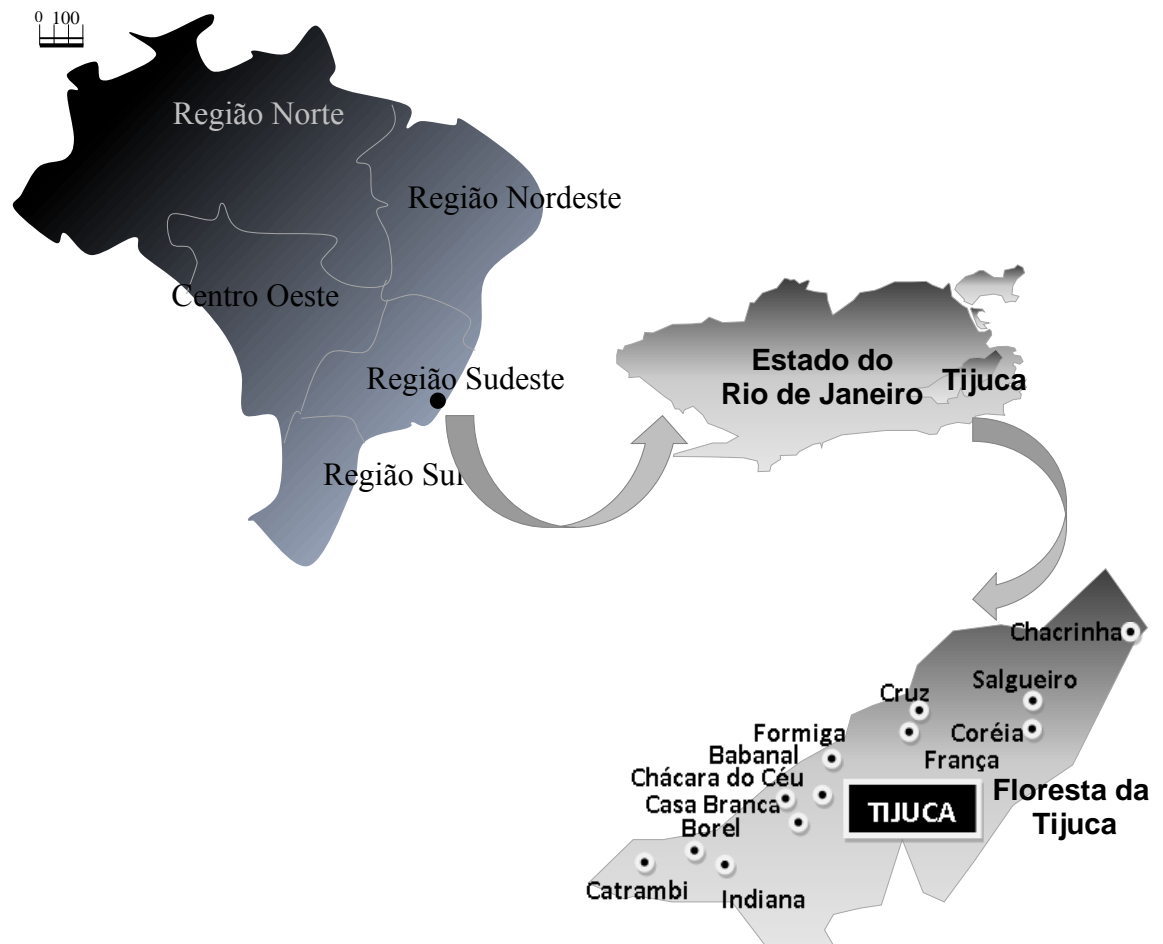 0 100
Região Norte
Região Nordeste
Centro Oeste
Região Sudeste
Região Sul
Estado do
Rio de Janeiro
Tijuca
Chacrinha
Salgueiro
Cruz
Coréia
Formiga
França
Babanal
Chácara do Céu
Casa Branca
Borel
TIJUCA
Floresta da
Tijuca
Catrambi
Indiana